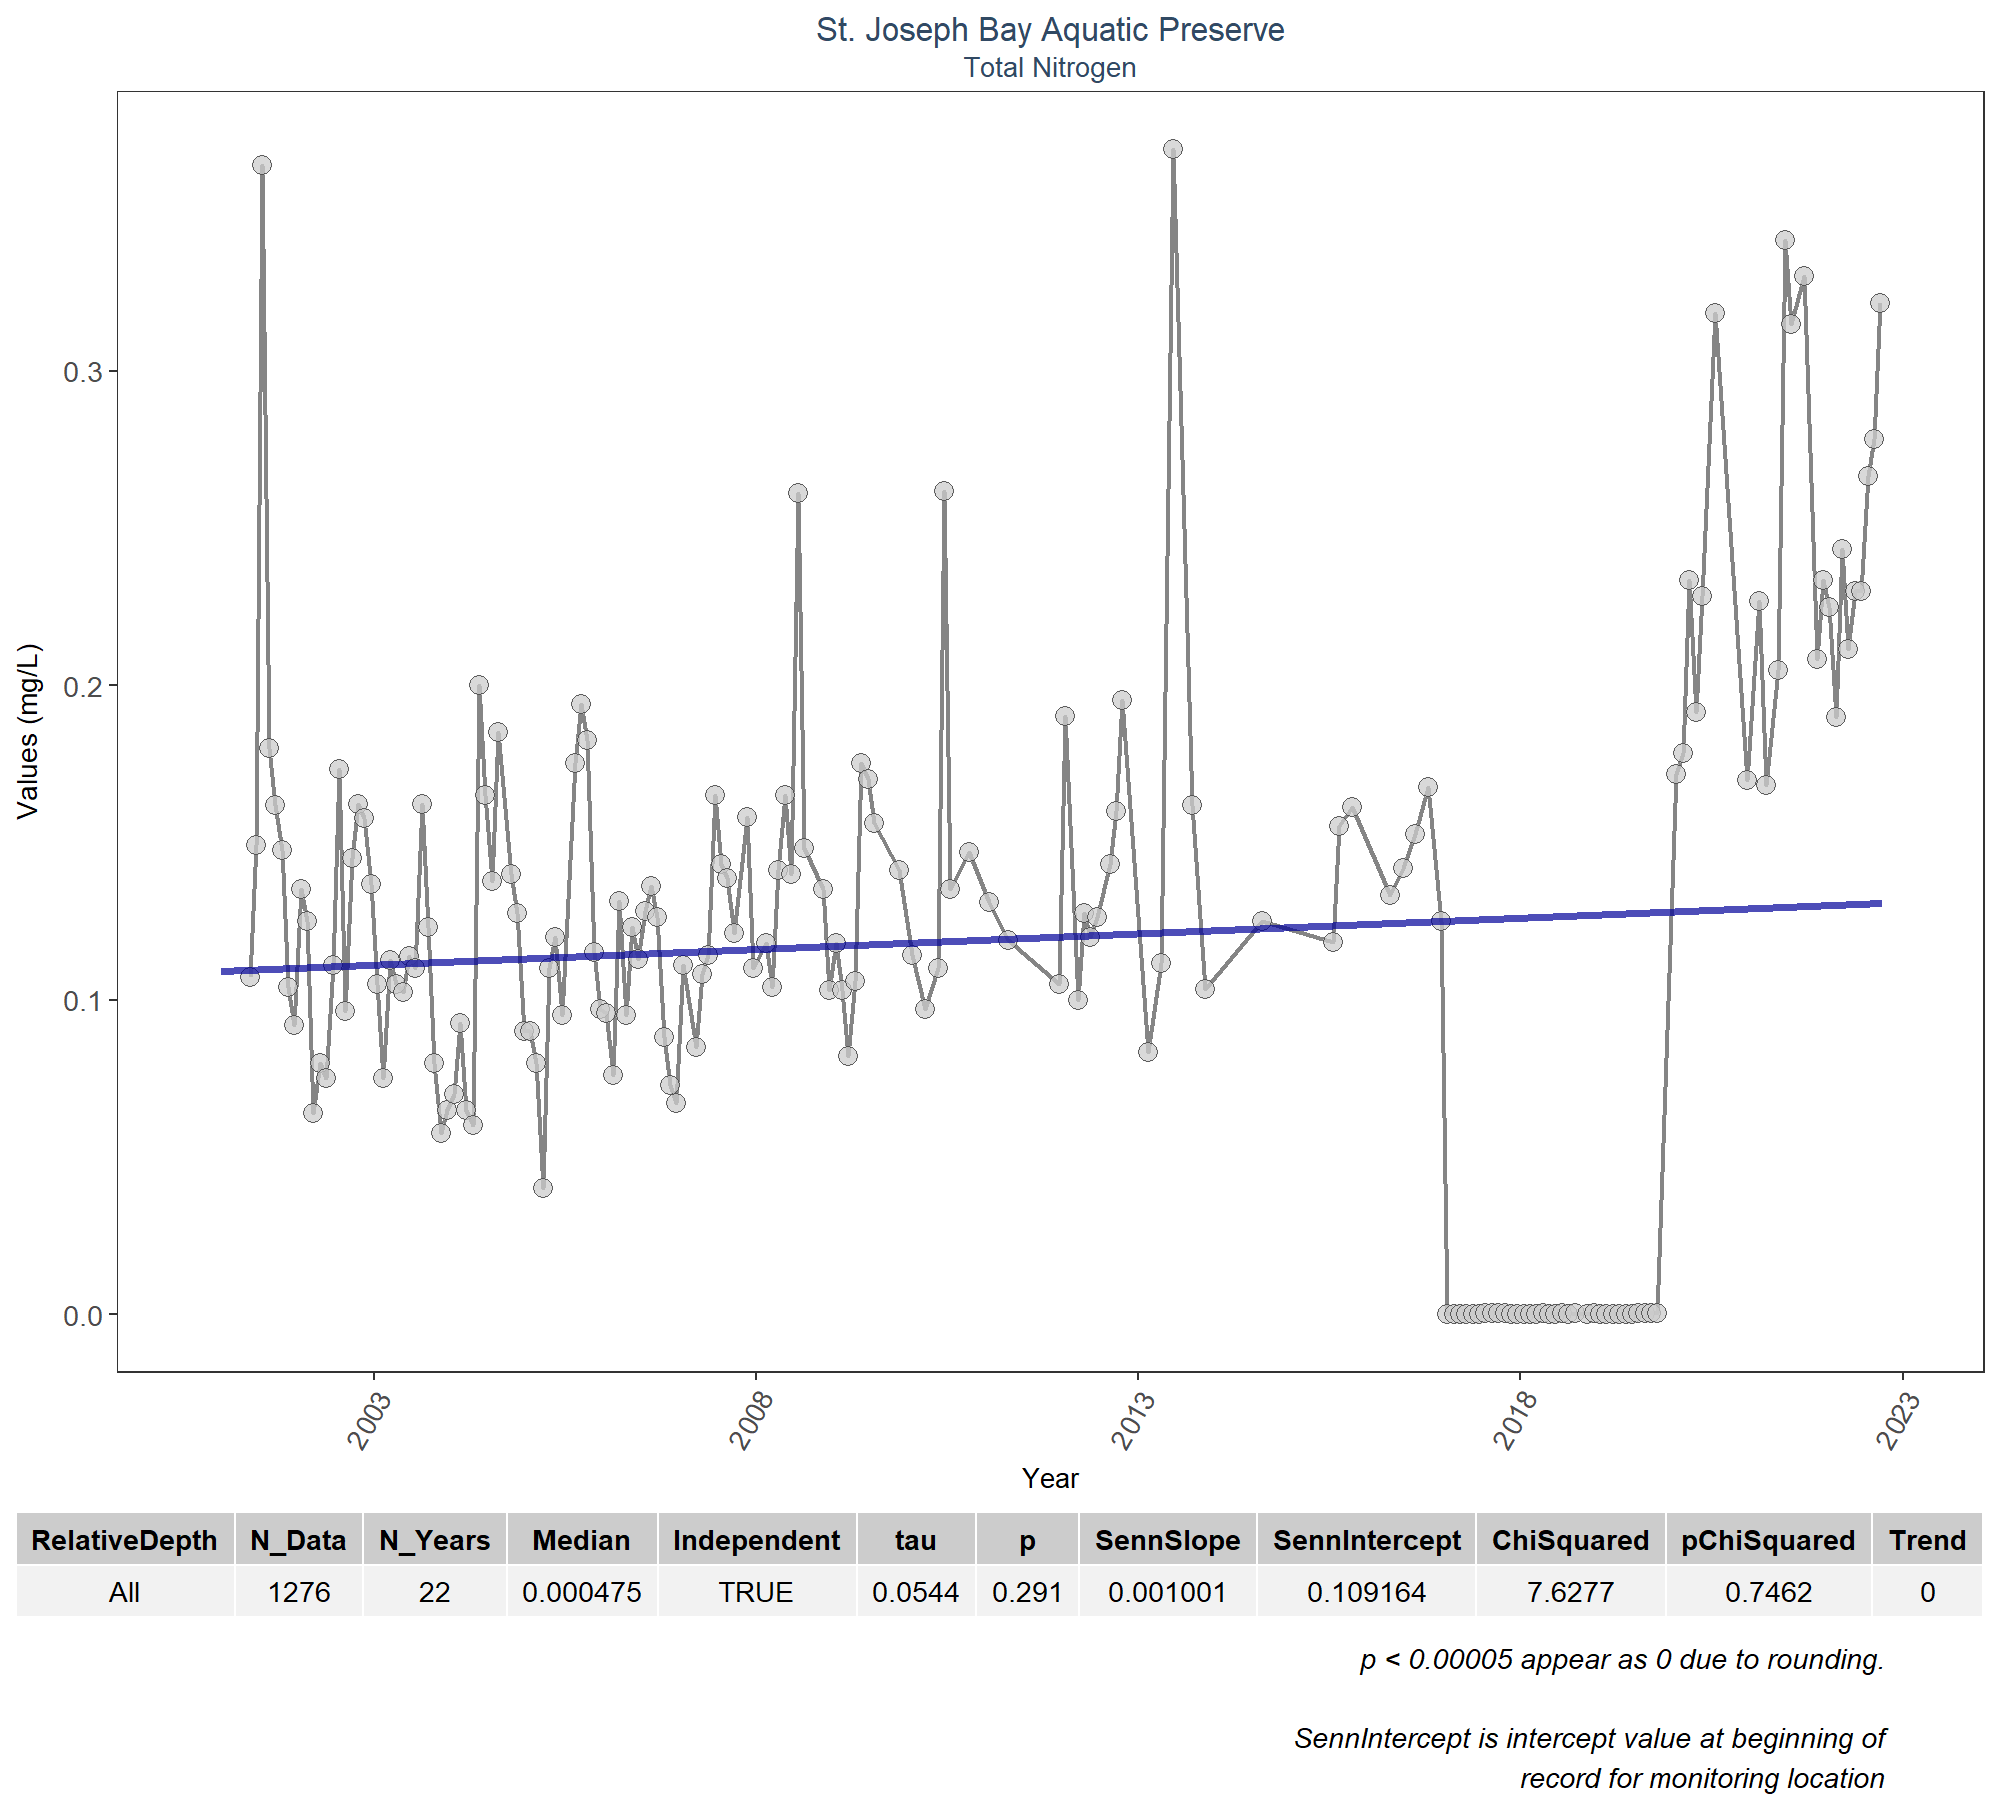 St. Joseph Bay Aquatic Preserve
Total Nitrogen
Values (mg/L)
0.3
0.2
0.1
0.0
2003 2008 2013 2018 2023
Year
RelativeDepth N_Data N_Years Median Independent tau p SennSlope SennIntercept ChiSquared pChiSquared Trend
All 1276 22 0.000475 TRUE 0.0544 0.291 0.001001 0.109164 7.6277 0.7462 0
p < 0.00005 appear as 0 due to rounding.
SennIntercept is intercept value at beginning of
record for monitoring location